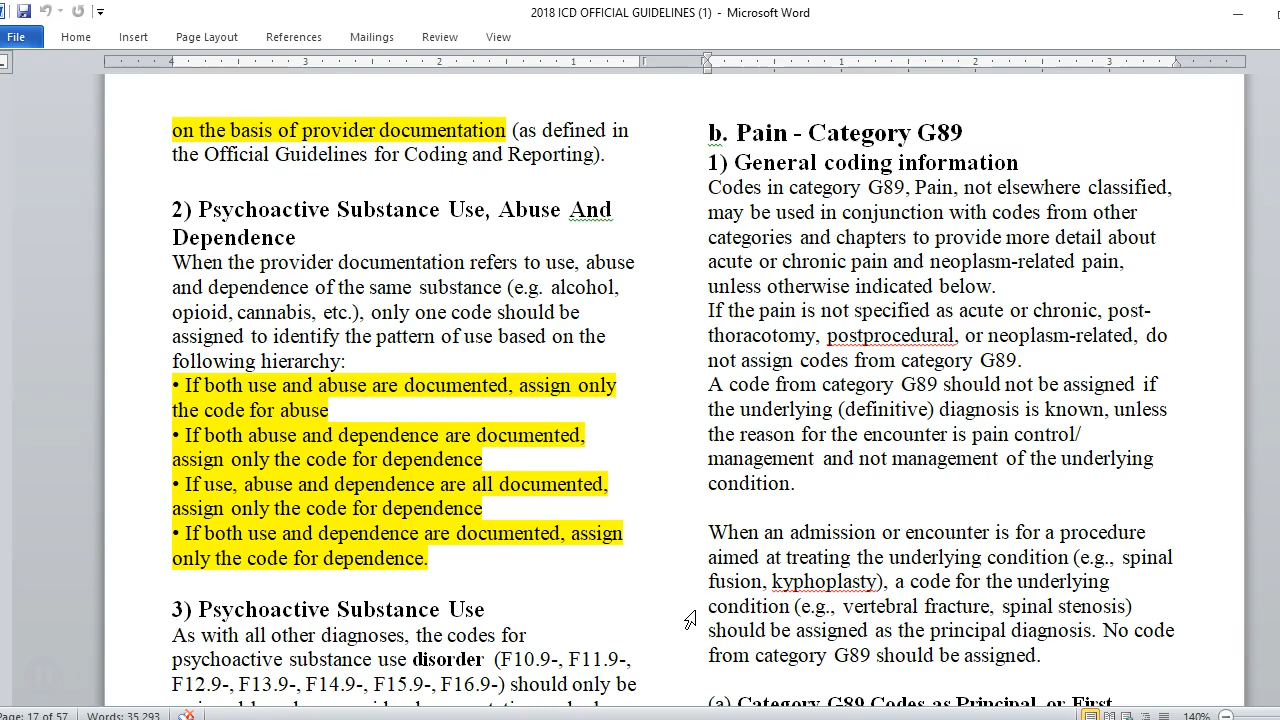 2018 ICD OFFICIAL GUIDELINES (1) - Microsoft Word
File Home Insert Page Layout References Mailings Review View
4 3 2 1 1 2 3
on the basis of provider documentation (as defined in
the Official Guidelines for Coding and Reporting).
2) Psychoactive Substance Use, Abuse And
Dependence
When the provider documentation refers to use, abuse
and dependence of the same substance (e.g. alcohol,
opioid, cannabis, etc.), only one code should be
assigned to identify the pattern of use based on the
following hierarchy:
• If both use and abuse are documented, assign only
the code for abuse
• If both abuse and dependence are documented,
assign only the code for dependence
• If use, abuse and dependence are all documented,
assign only the code for dependence
• If both use and dependence are documented, assign
only the code for dependence.
3) Psychoactive Substance Use
As with all other diagnoses, the codes for
psychoactive substance use disorder (F10.9-, F11.9-,
F12.9-, F13.9-, F14.9-, F15.9-, F16.9-) should only be
b. Pain - Category G89
1) General coding information
Codes in category G89, Pain, not elsewhere classified,
may be used in conjunction with codes from other
categories and chapters to provide more detail about
acute or chronic pain and neoplasm-related pain,
unless otherwise indicated below.
If the pain is not specified as acute or chronic, post-
thoracotomy, postprocedural, or neoplasm-related, do
not assign codes from category G89.
A code from category G89 should not be assigned if
the underlying (definitive) diagnosis is known, unless
the reason for the encounter is pain control/
management and not management of the underlying
condition.
When an admission or encounter is for a procedure
aimed at treating the underlying condition (e.g., spinal
fusion, kyphoplasty), a code for the underlying
condition (e.g., vertebral fracture, spinal stenosis)
should be assigned as the principal diagnosis. No code
from category G89 should be assigned.
(a) Category G89 Codes as Principal or First
Page: 17 of 57 Words: 35,293 140%